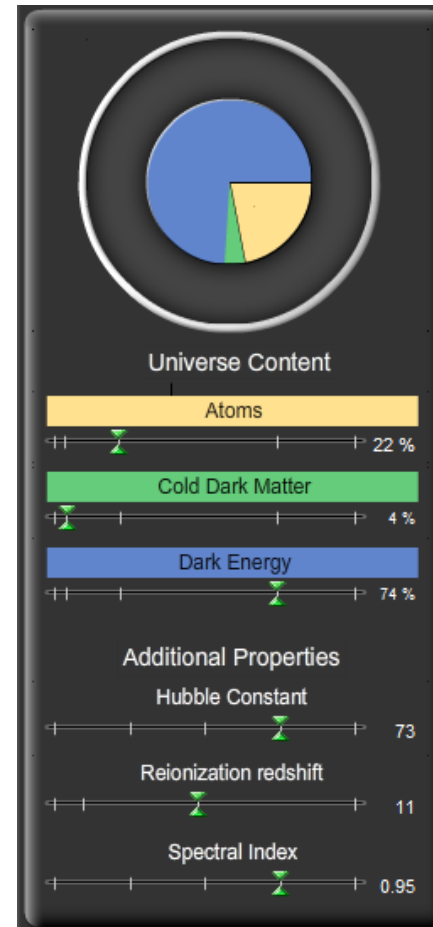 Universe Content
Atoms
22 %
Cold Dark Matter
4 %
Dark Energy
74 %
Additional Properties
Hubble Constant
73
Reionization redshift
11
Spectral Index
0.95